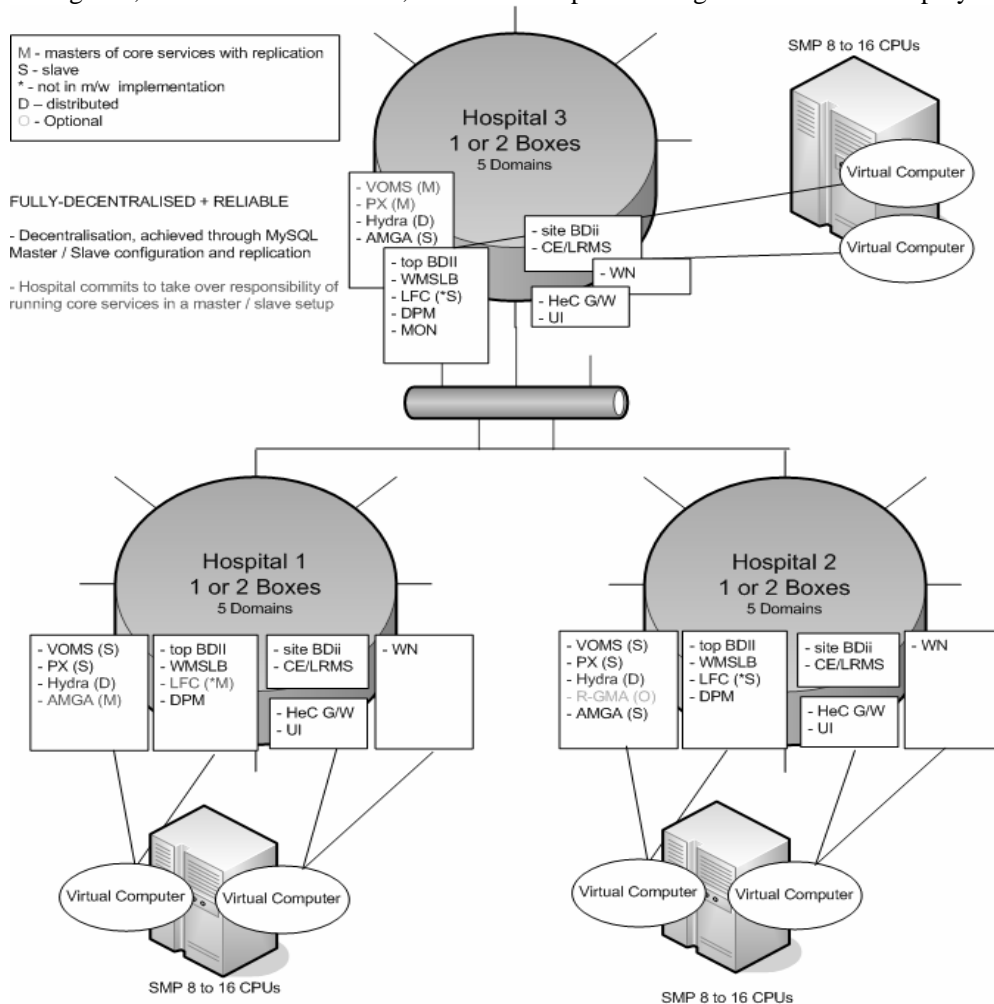 M - masters of core services with replication
S - slave
* - not in m/w implementation
D – distributed
O - Optional
FULLY-DECENTRALISED + RELIABLE
- Decentralisation, achieved through MySQL
Master / Slave configuration and replication
- Hospital commits to take over responsibility of
running core services in a master / slave setup
Hospital 3
1 or 2 Boxes
5 Domains
- VOMS (M)
- PX (M)
- Hydra (D)
- AMGA (S)
- top BDII
- WMSLB
- LFC (*S)
- DPM
- MON
- site BDii
- CE/LRMS
- WN
- HeC G/W
- UI
SMP 8 to 16 CPUs
Virtual Computer
Virtual Computer
Hospital 1
1 or 2 Boxes
5 Domains
- VOMS (S)
- PX (S)
- Hydra (D)
- AMGA (M)
- top BDII
- WMSLB
- LFC (*M)
- DPM
- site BDii
- CE/LRMS
- HeC G/W
- UI
- WN
Virtual Computer
Virtual Computer
SMP 8 to 16 CPUs
Hospital 2
1 or 2 Boxes
5 Domains
- VOMS (S)
- PX (S)
- Hydra (D)
- R-GMA (O)
- AMGA (S)
- top BDII
- WMSLB
- LFC (*S)
- DPM
- site BDii
- CE/LRMS
- HeC G/W
- UI
- WN
Virtual Computer
Virtual Computer
SMP 8 to 16 CPUs